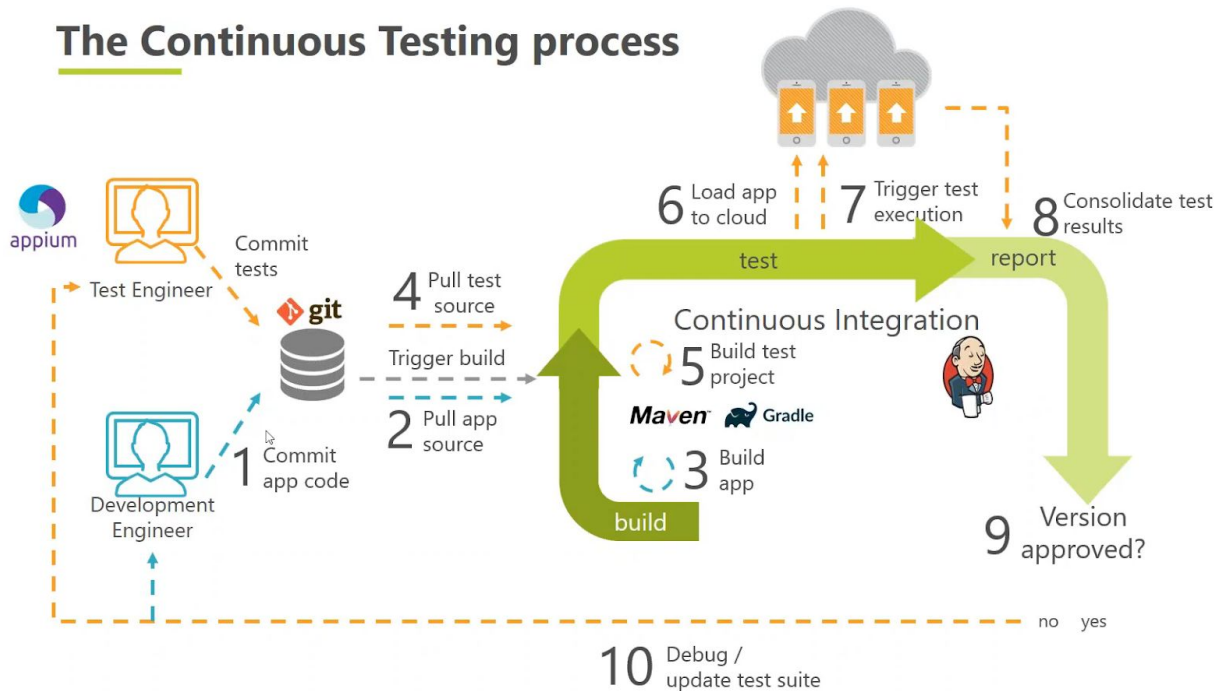 The Continuous Testing process
appium
Test Engineer
Commit
tests
git
Development
Engineer
1 Commit
app code
4 Pull test
source
Trigger build
2 Pull app
source
6 Load app
to cloud
7 Trigger test
execution
8 Consolidate test
results
test
report
Continuous Integration
5 Build test
project
Maven™
Gradle
3 Build
app
build
9 Version
approved?
no yes
10 Debug /
update test suite